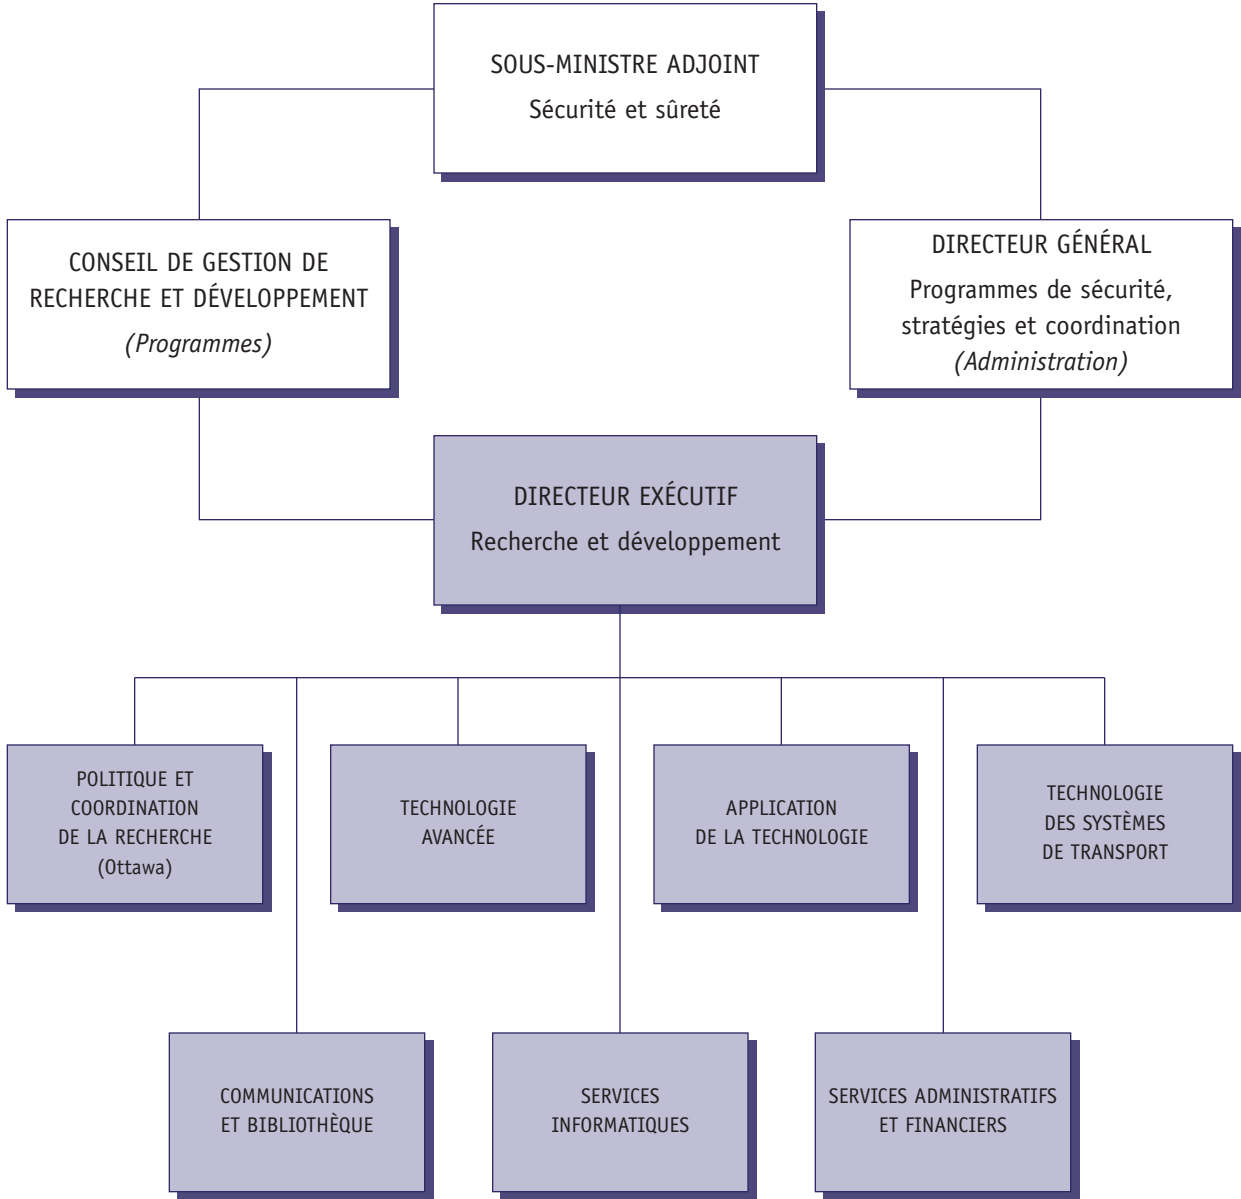 SOUS-MINISTRE ADJOINT
Sécurité et sûreté
CONSEIL DE GESTION DE
RECHERCHE ET DÉVELOPPEMENT
(Programmes)
DIRECTEUR GÉNÉRAL
Programmes de sécurité,
stratégies et coordination
(Administration)
DIRECTEUR EXÉCUTIF
Recherche et développement
POLITIQUE ET
COORDINATION
DE LA RECHERCHE
(Ottawa)
TECHNOLOGIE
AVANCÉE
APPLICATION
DE LA TECHNOLOGIE
TECHNOLOGIE
DES SYSTÈMES
DE TRANSPORT
COMMUNICATIONS
ET BIBLIOTHÈQUE
SERVICES
INFORMATIQUES
SERVICES ADMINISTRATIFS
ET FINANCIERS